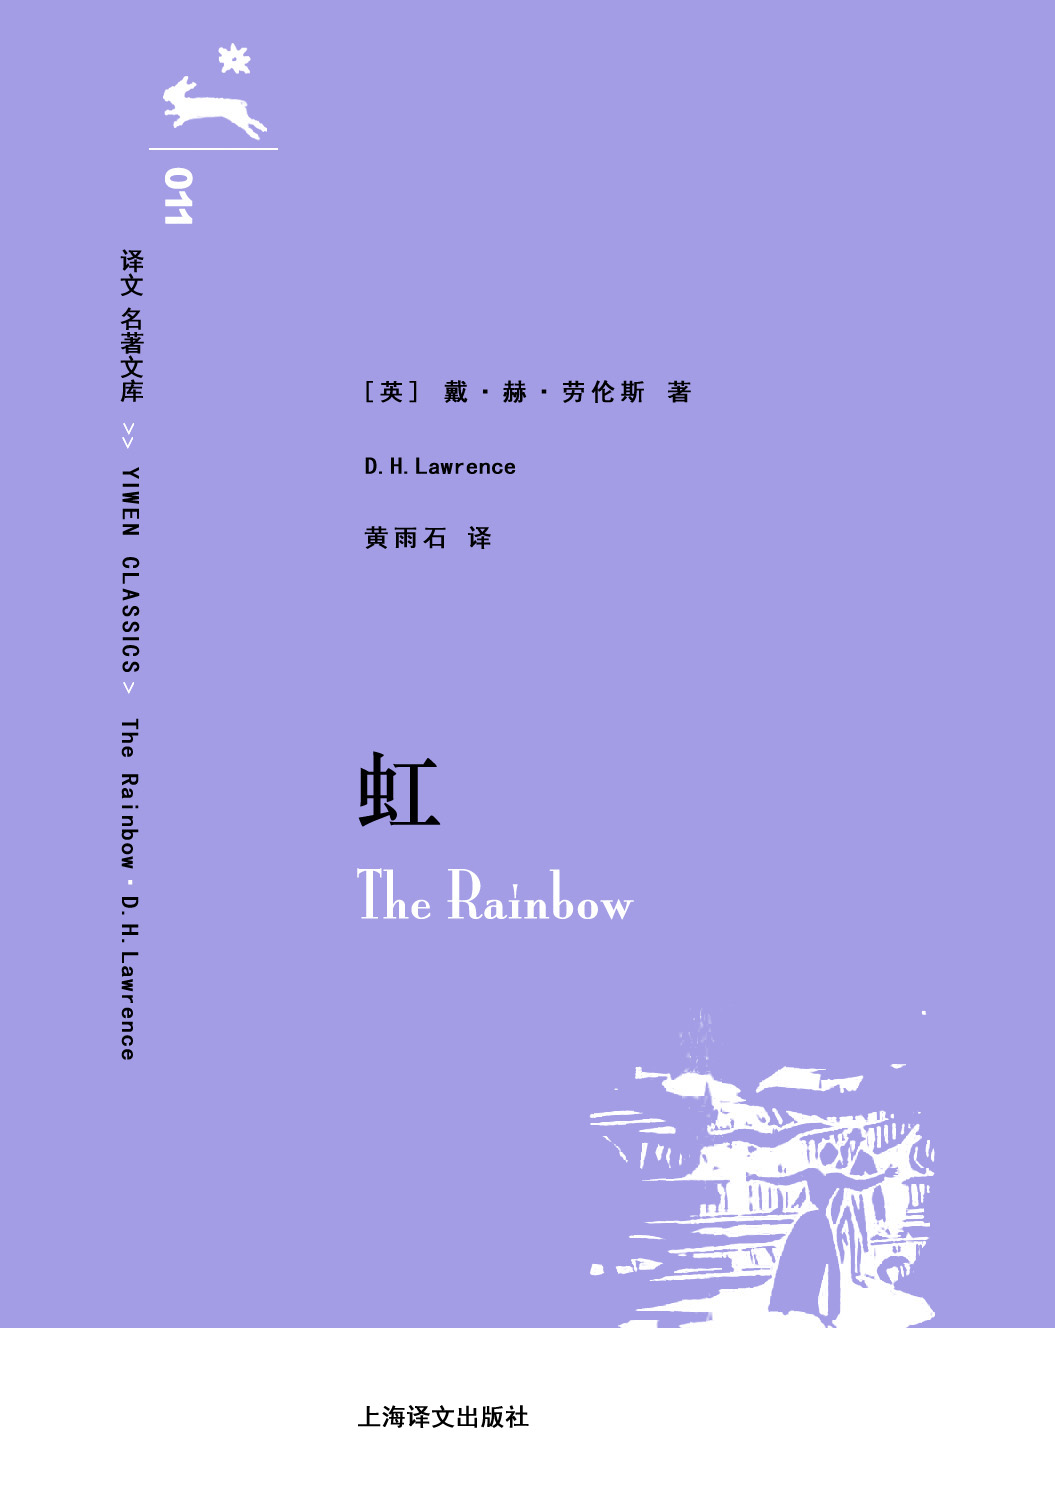 011
译文 名著文库 >> YIWEN CLASSICS> The Rainbow·D.H.Lawrence
[英] 戴·赫·劳伦斯 著
D.H.Lawrence
黄雨石 译
虹
The Rainbow
上海译文出版社